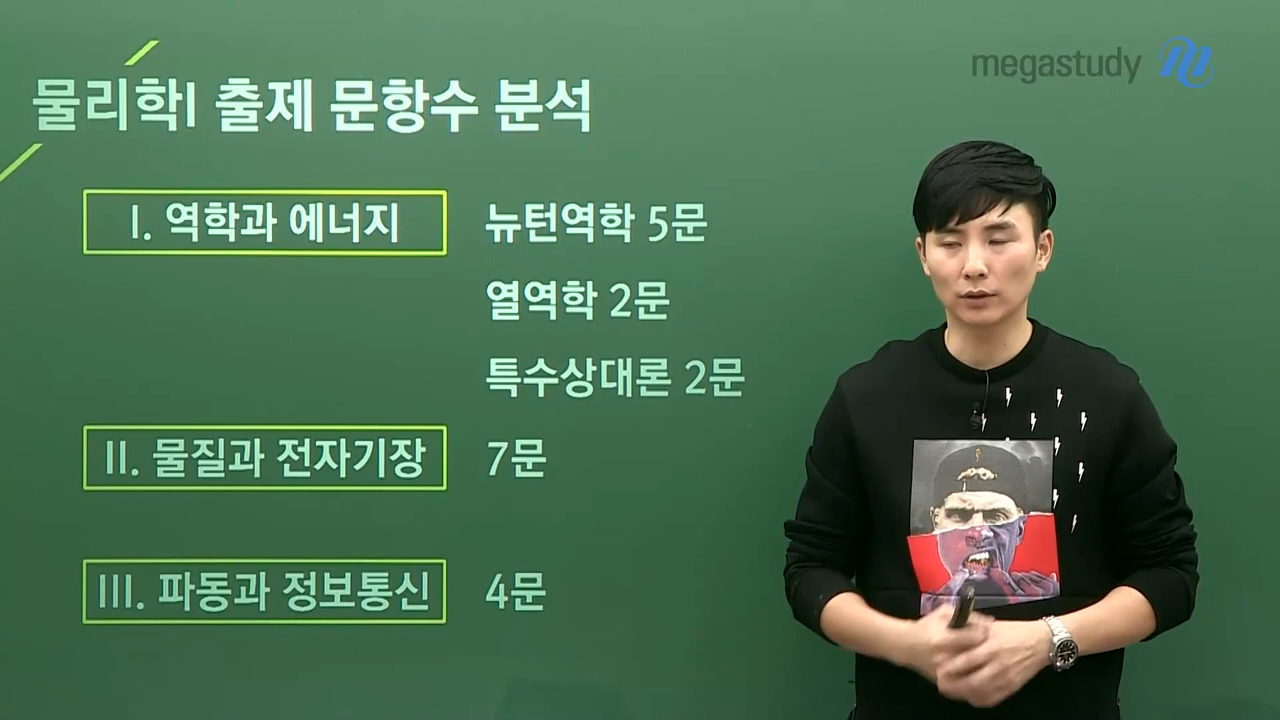 megastudy
물리학I 출제 문항수 분석
I. 역학과 에너지
뉴턴역학 5문
열역학 2문
특수상대론 2문
II. 물질과 전자기장
7문
III. 파동과 정보통신
4문